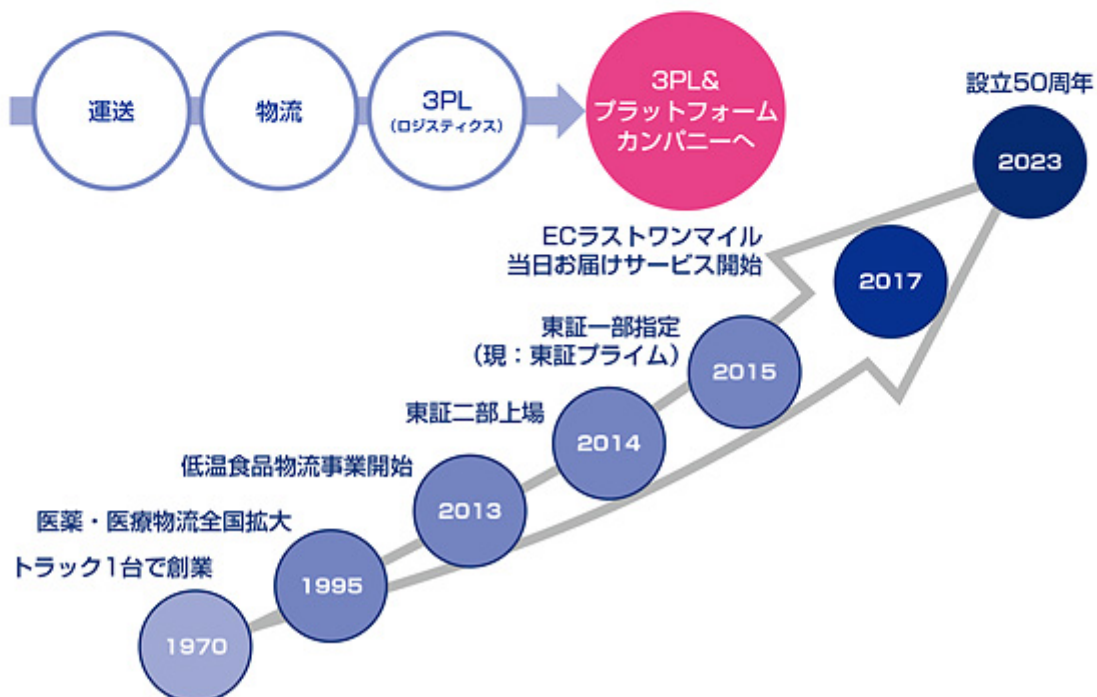 運送
物流
3PL
（ロジスティクス）
3PL&
プラットフォーム
カンパニーへ
設立50周年
2023
ECラストワンマイル
当日お届けサービス開始
2017
東証一部指定
（現：東証プライム）
2015
東証二部上場
2014
低温食品物流事業開始
2013
医薬・医療物流全国拡大
1995
トラック1台で創業
1970